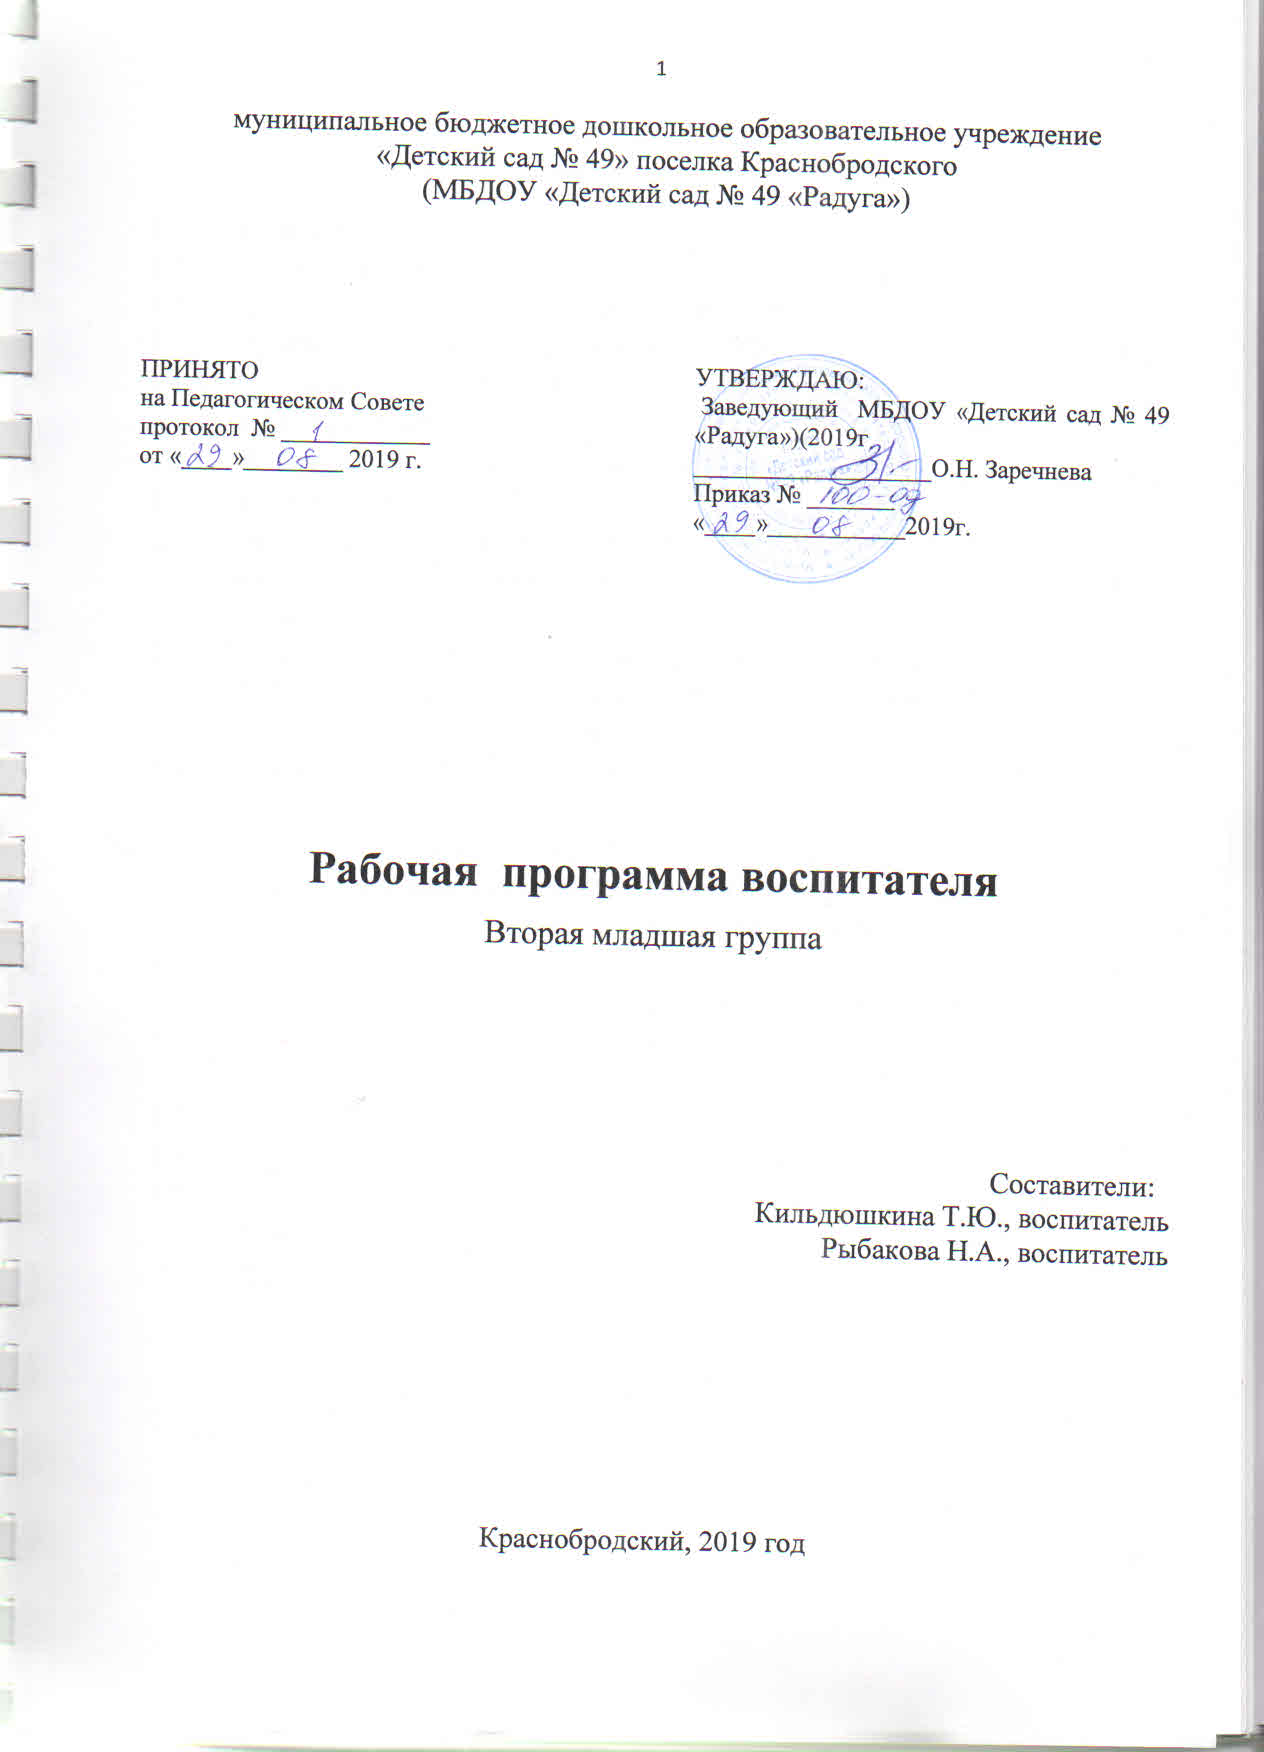 1
муниципальное бюджетное дошкольное образовательное учреждение
«Детский сад № 49» поселка Краснобродского
(МБДОУ «Детский сад № 49 «Радуга»)
ПРИНЯТО
на Педагогическом Совете
протокол № 1
от «29» 08 2019 г.
УТВЕРЖДАЮ:
Заведующий МБДОУ «Детский сад № 49
«Радуга»)(2019г
О.Н. Заречнева
Приказ № 100-од
«29» 08 2019г.
Рабочая программа воспитателя
Вторая младшая группа
Составители:
Кильдюшкина Т.Ю., воспитатель
Рыбакова Н.А., воспитатель
Краснобродский, 2019 год